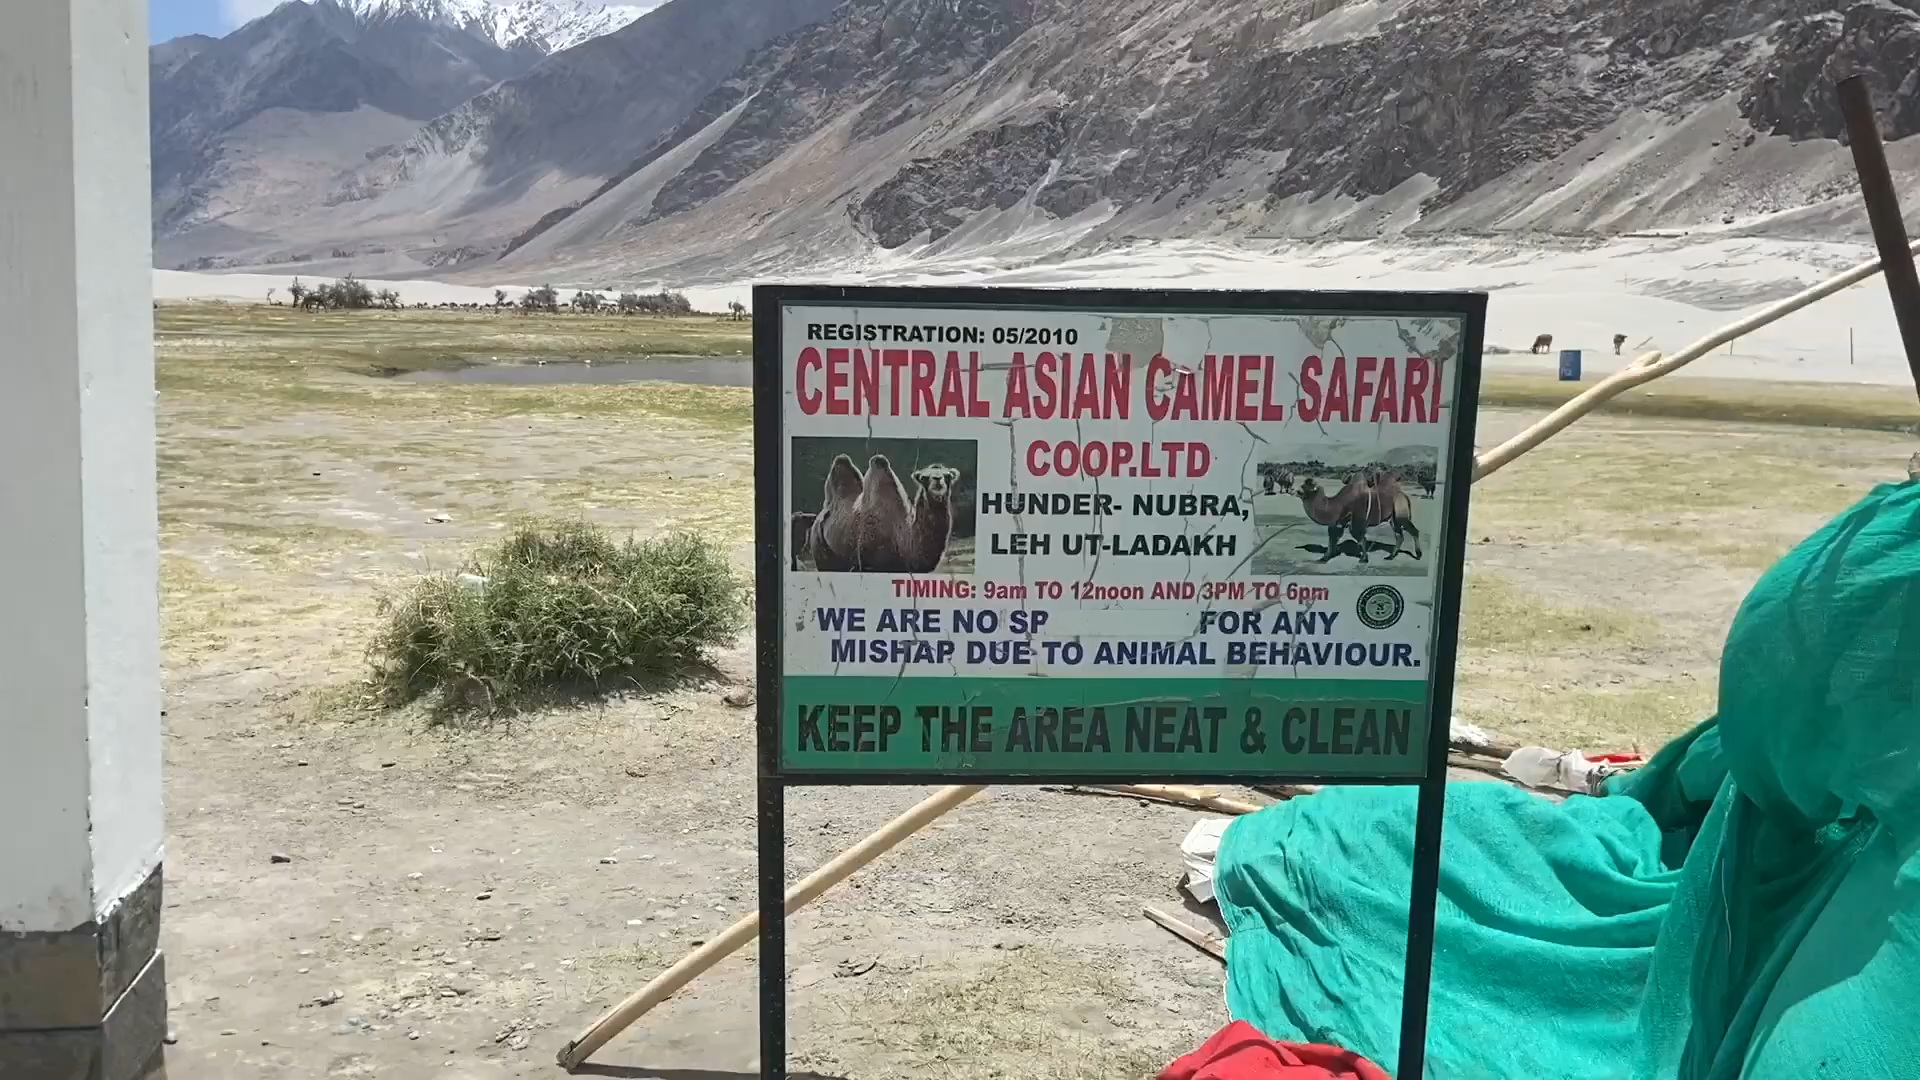 REGISTRATION: 05/2010
CENTRAL ASIAN CAMEL SAFARI
COOP.LTD
HUNDER- NUBRA,
LEH UT-LADAKH
TIMING: 9am TO 12noon AND 3PM TO 6pm
WE ARE NO SP FOR ANY
MISHAP DUE TO ANIMAL BEHAVIOUR.
KEEP THE AREA NEAT & CLEAN